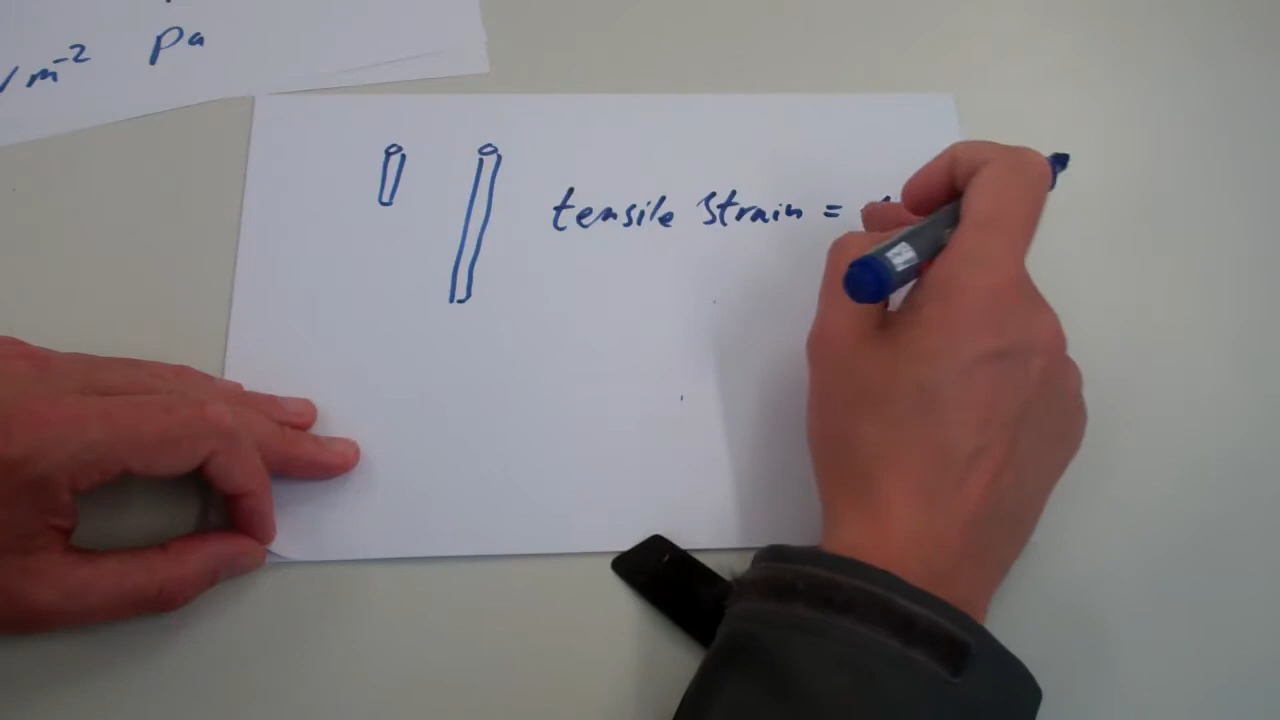 /m⁻² Pa
tensile strain =